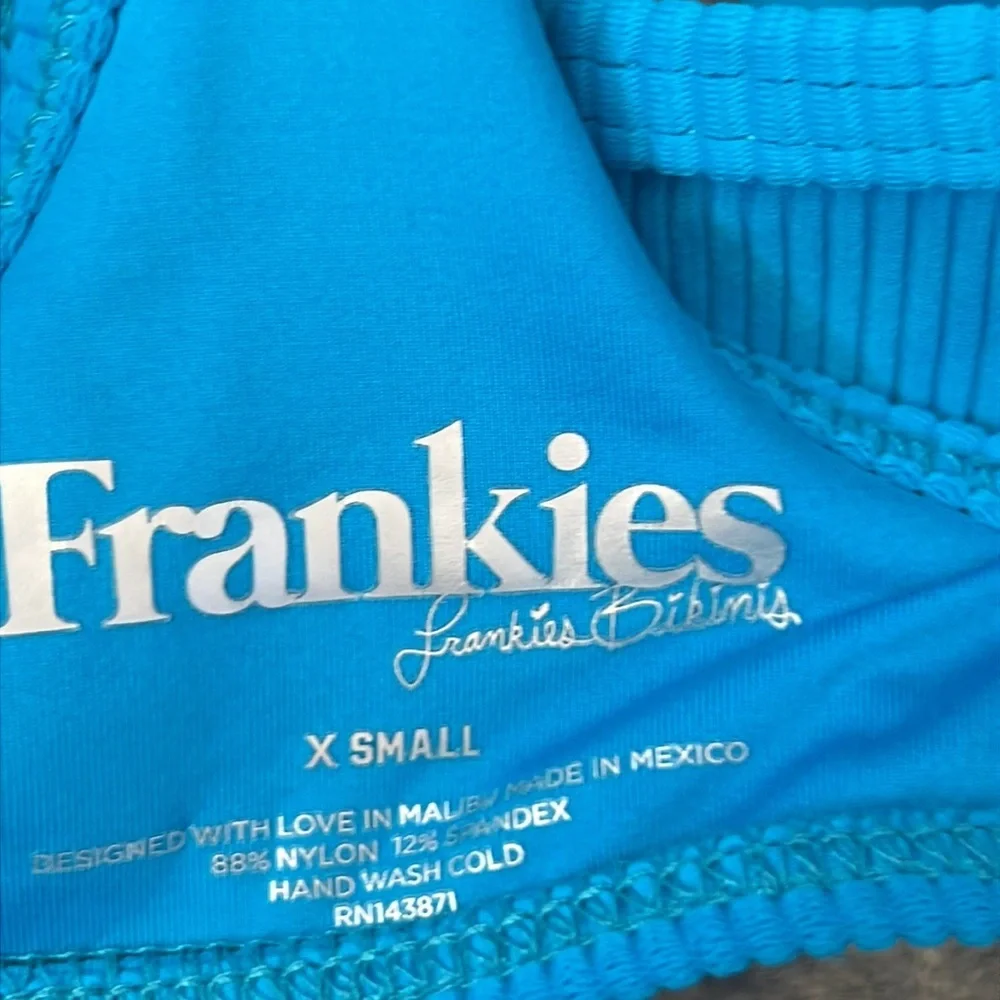 Frankies
Frankies Bikinis
X SMALL
DESIGNED WITH LOVE IN MALIBU MADE IN MEXICO
88% NYLON 12% SPANDEX
HAND WASH COLD
RN143871